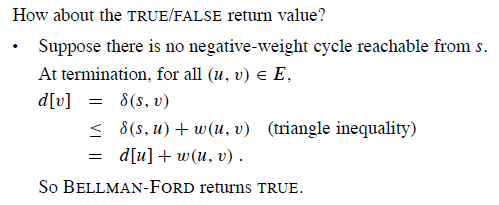 How about the TRUE/FALSE return value?
• Suppose there is no negative-weight cycle reachable from s.
At termination, for all (u, v) ∈ E,
d[v] = δ(s, v)
≤ δ(s, u) + w(u, v) (triangle inequality)
= d[u] + w(u, v) .
So BELLMAN-FORD returns TRUE.